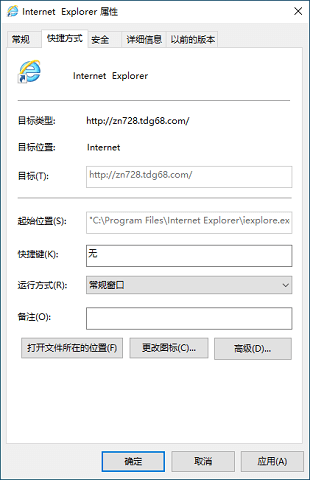 Internet Explorer 属性
常规 快捷方式 安全 详细信息 以前的版本
Internet Explorer
目标类型: http://zn728.tdg68.com/
目标位置: Internet
目标(T): http://zn728.tdg68.com/
起始位置(S): "C:\Program Files\Internet Explorer\iexplore.ex
快捷键(K): 无
运行方式(R): 常规窗口
备注(O):
打开文件所在的位置(F) 更改图标(C)... 高级(D)...
确定 取消 应用(A)